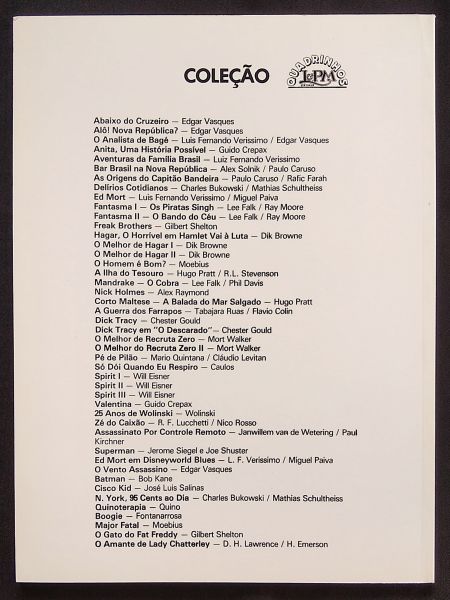 COLEÇÃO
QUADRINHOS
L&PM
Abaixo do Cruzeiro — Edgar Vasques
Alô! Nova República? — Edgar Vasques
O Analista de Bagé — Luis Fernando Verissimo / Edgar Vasques
Anita, Uma História Possível — Guido Crepax
Aventuras da Família Brasil — Luiz Fernando Verissimo
Bar Brasil na Nova República — Alex Solnik / Paulo Caruso
As Origens do Capitão Bandeira — Paulo Caruso / Rafic Farah
Delírios Cotidianos — Charles Bukowski / Mathias Schultheiss
Ed Mort — Luis Fernando Verissimo / Miguel Paiva
Fantasma I — Os Piratas Singh — Lee Falk / Ray Moore
Fantasma II — O Bando do Céu — Lee Falk / Ray Moore
Freak Brothers — Gilbert Shelton
Hagar, O Horrível em Hamlet Vai à Luta — Dik Browne
O Melhor de Hagar I — Dik Browne
O Melhor de Hagar II — Dik Browne
O Homem é Bom? — Moebius
A Ilha do Tesouro — Hugo Pratt / R.L. Stevenson
Mandrake — O Cobra — Lee Falk / Phil Davis
Nick Holmes — Alex Raymond
Corto Maltese — A Balada do Mar Salgado — Hugo Pratt
A Guerra dos Farrapos — Tabajara Ruas / Flavio Colin
Dick Tracy — Chester Gould
Dick Tracy em "O Descarado" — Chester Gould
O Melhor de Recruta Zero — Mort Walker
O Melhor do Recruta Zero II — Mort Walker
Pé de Pilão — Mario Quintana / Cláudio Levitan
Só Dói Quando Eu Respiro — Caulos
Spirit I — Will Eisner
Spirit II — Will Eisner
Spirit III — Will Eisner
Valentina — Guido Crepax
25 Anos de Wolinski — Wolinski
Zé do Caixão — R. F. Lucchetti / Nico Rosso
Assassinato Por Controle Remoto — Janwillem van de Wetering / Paul
Kirchner
Superman — Jerome Siegel e Joe Shuster
Ed Mort em Disneyworld Blues — L. F. Verissimo / Miguel Paiva
O Vento Assassino — Edgar Vasques
Batman — Bob Kane
Cisco Kid — José Luis Salinas
N. York, 95 Cents ao Dia — Charles Bukowski / Mathias Schultheiss
Quinoterapia — Quino
Boogie — Fontanarrosa
Major Fatal — Moebius
O Gato do Fat Freddy — Gilbert Shelton
O Amante de Lady Chatterley — D. H. Lawrence / H. Emerson